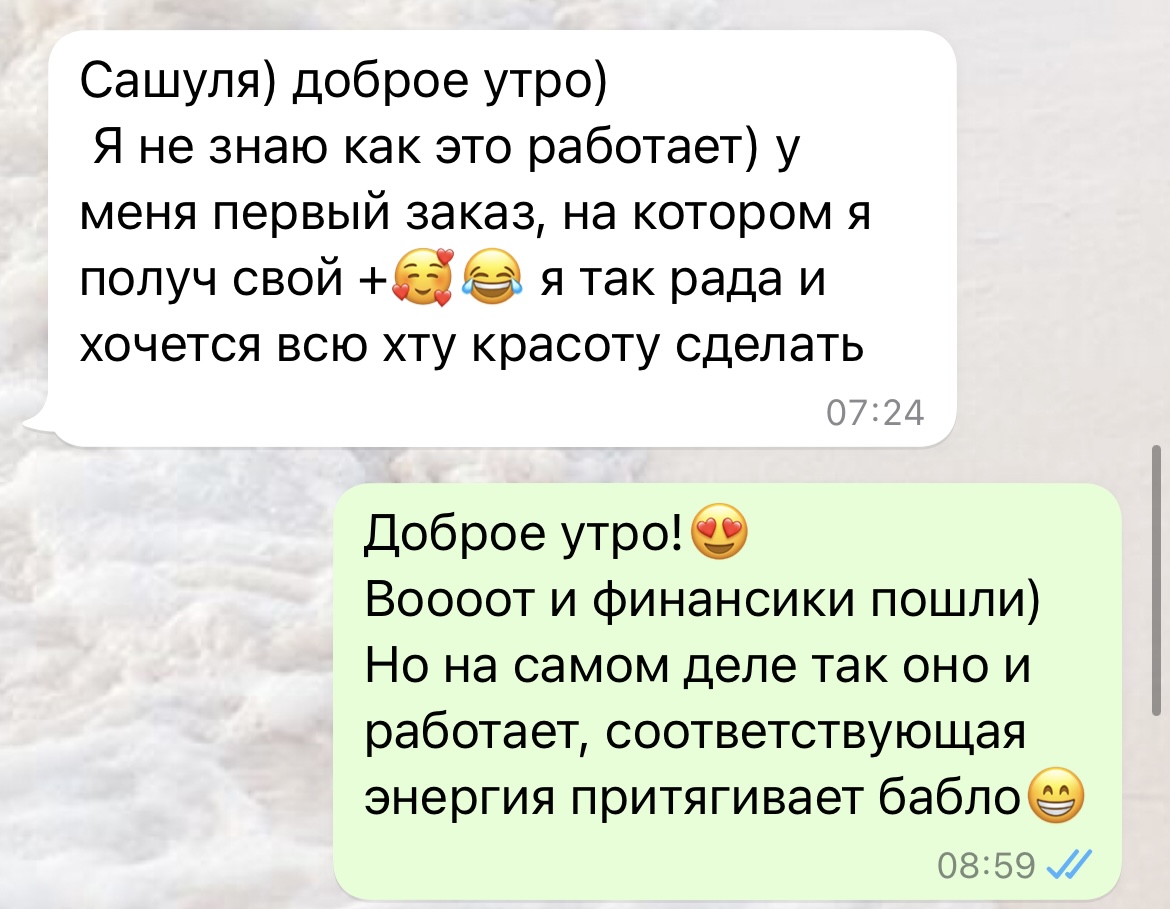 Сашуля) доброе утро)
Я не знаю как это работает) у
меня первый заказ, на котором я
получ свой +🥰😂 я так рада и
хочется всю хту красоту сделать
07:24
Доброе утро!😍
Воооот и финансики пошли)
Но на самом деле так оно и
работает, соответствующая
энергия притягивает бабло😁
08:59